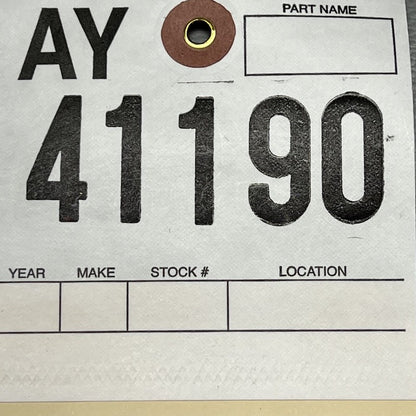 AY PART NAME
41190
YEAR MAKE STOCK # LOCATION